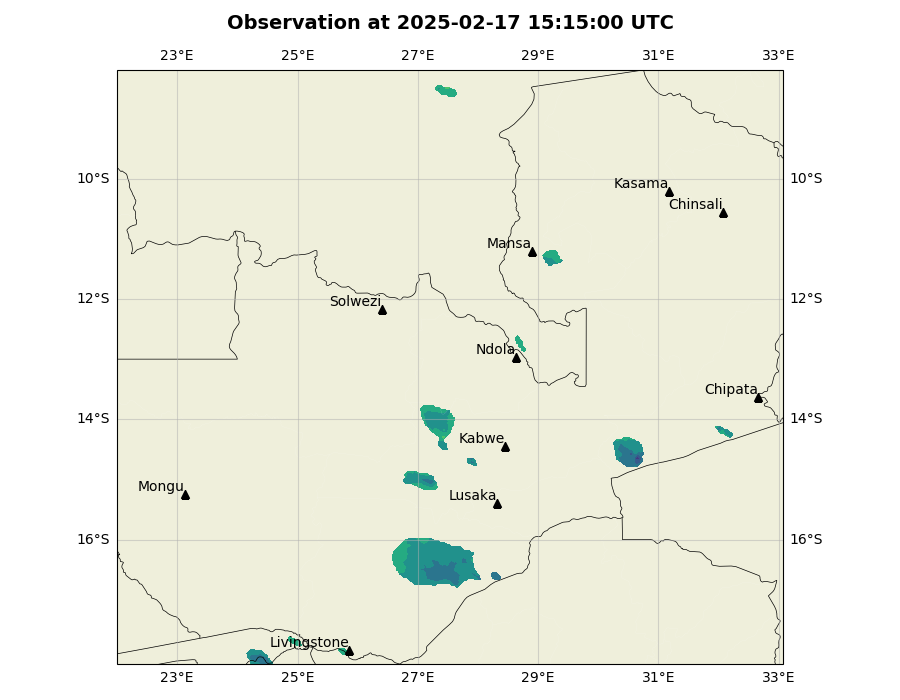 Observation at 2025-02-17 15:15:00 UTC
23°E 25°E 27°E 29°E 31°E 33°E
10°S 10°S
Kasama
Chinsali
Mansa
12°S 12°S
Solwezi
Ndola
Chipata
14°S 14°S
Kabwe
Mongu
Lusaka
16°S 16°S
Livingstone
23°E 25°E 27°E 29°E 31°E 33°E